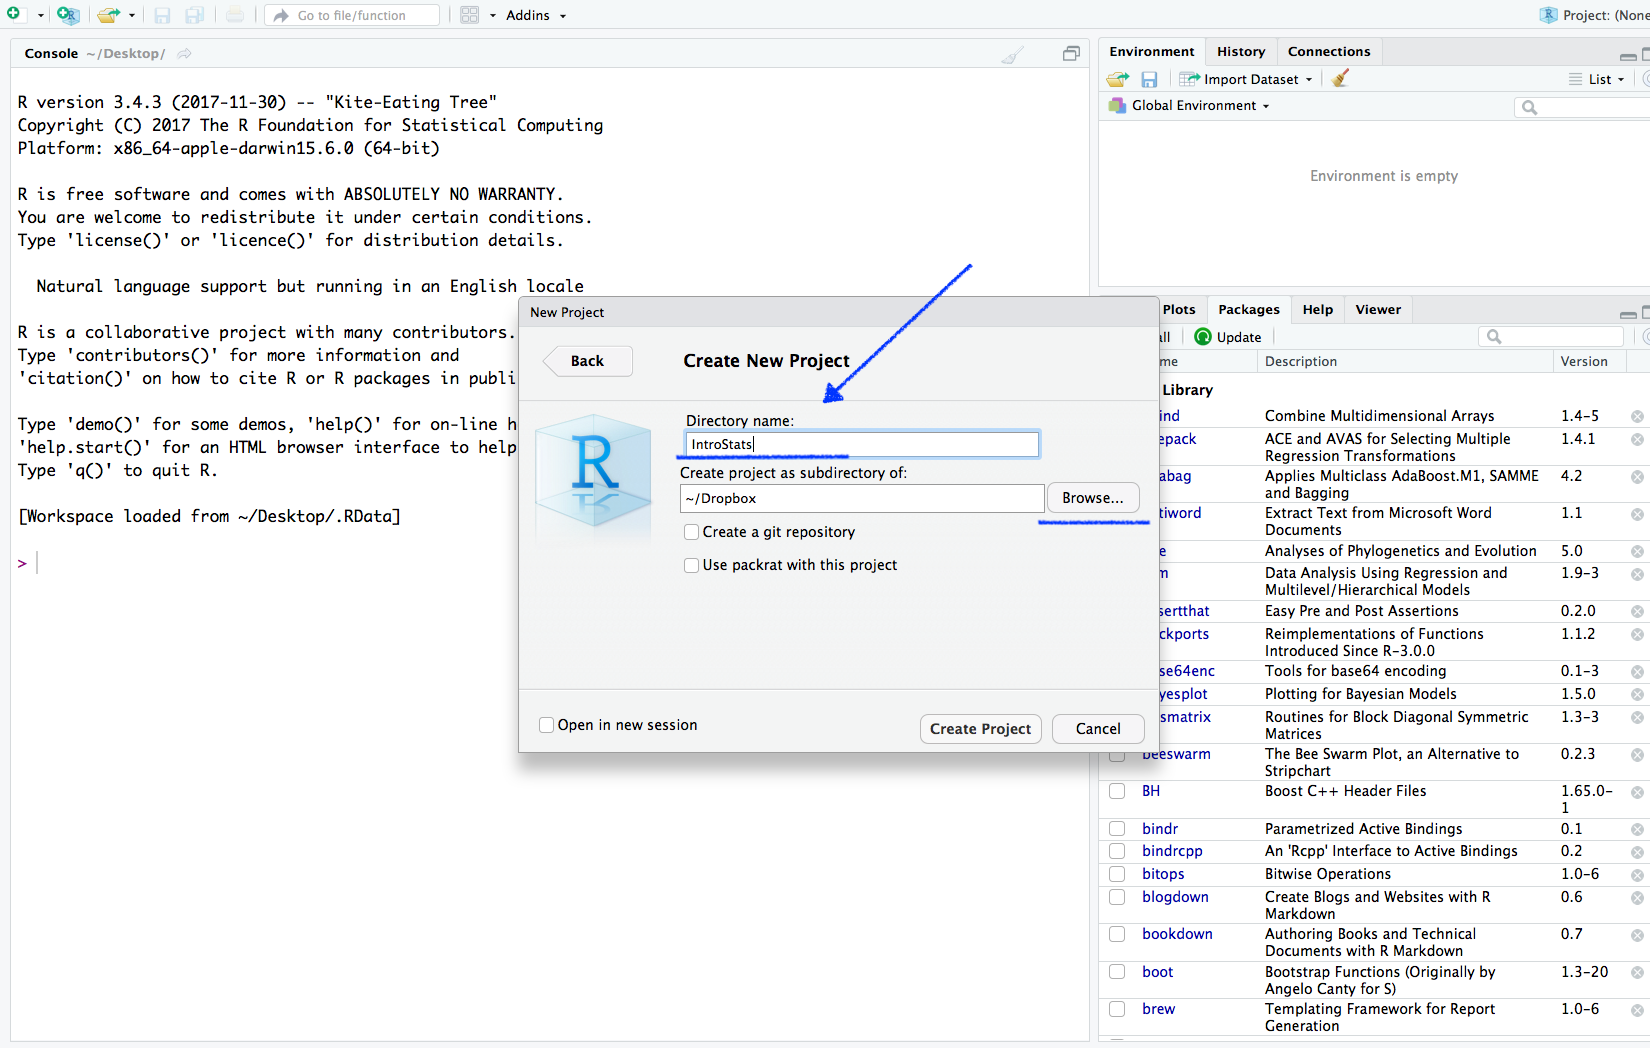 Go to file/function
Addins
Project: (None
Console ~/Desktop/
R version 3.4.3 (2017-11-30) -- "Kite-Eating Tree"
Copyright (C) 2017 The R Foundation for Statistical Computing
Platform: x86_64-apple-darwin15.6.0 (64-bit)
R is free software and comes with ABSOLUTELY NO WARRANTY.
You are welcome to redistribute it under certain conditions.
Type 'license()' or 'licence()' for distribution details.
Natural language support but running in an English locale
R is a collaborative project with many contributors.
Type 'contributors()' for more information and
'citation()' on how to cite R or R packages in publi
Type 'demo()' for some demos, 'help()' for on-line h
'help.start()' for an HTML browser interface to help
Type 'q()' to quit R.
[Workspace loaded from ~/Desktop/.RData]
>
New Project
Back
Create New Project
R
Directory name:
IntroStats
Create project as subdirectory of:
~/Dropbox
Browse...
Create a git repository
Use packrat with this project
Open in new session
Create Project
Cancel
Environment History Connections
Import Dataset
List
Global Environment
Environment is empty
Plots Packages Help Viewer
all
Update
me Description Version
Library
ind Combine Multidimensional Arrays 1.4-5
epack ACE and AVAS for Selecting Multiple 1.4.1
Regression Transformations
abag Applies Multiclass AdaBoost.M1, SAMME 4.2
and Bagging
tiword Extract Text from Microsoft Word 1.1
Documents
e Analyses of Phylogenetics and Evolution 5.0
m Data Analysis Using Regression and 1.9-3
Multilevel/Hierarchical Models
sertthat Easy Pre and Post Assertions 0.2.0
ckports Reimplementations of Functions 1.1.2
Introduced Since R-3.0.0
se64enc Tools for base64 encoding 0.1-3
yesplot Plotting for Bayesian Models 1.5.0
smatrix Routines for Block Diagonal Symmetric 1.3-3
Matrices
beeswarm The Bee Swarm Plot, an Alternative to 0.2.3
Stripchart
BH Boost C++ Header Files 1.65.0-
1
bindr Parametrized Active Bindings 0.1
bindrcpp An 'Rcpp' Interface to Active Bindings 0.2
bitops Bitwise Operations 1.0-6
blogdown Create Blogs and Websites with R 0.6
Markdown
bookdown Authoring Books and Technical 0.7
Documents with R Markdown
boot Bootstrap Functions (Originally by 1.3-20
Angelo Canty for S)
brew Templating Framework for Report 1.0-6
Generation